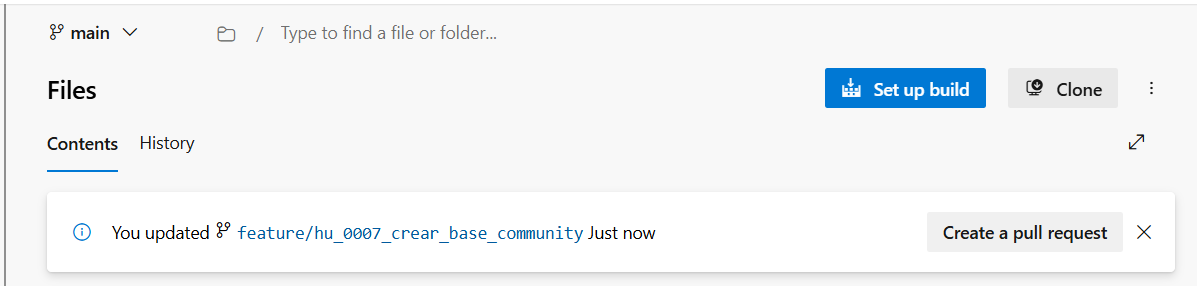 main
/ Type to find a file or folder...
Files
Set up build
Clone
Contents
History
You updated feature/hu_0007_crear_base_community Just now
Create a pull request